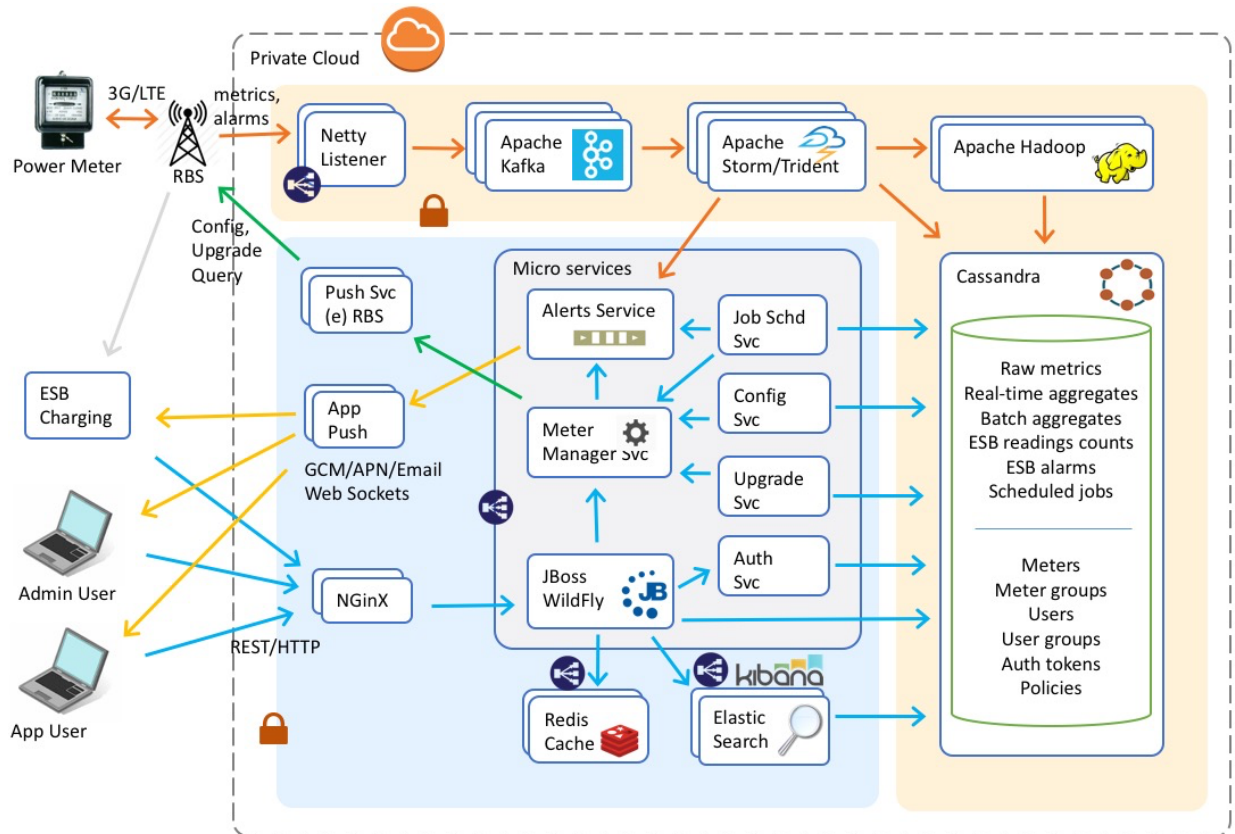 Private Cloud
3G/LTE
metrics,
alarms
Power Meter
RBS
Netty
Listener
Apache
Kafka
Apache
Storm/Trident
Apache Hadoop
Config,
Upgrade
Query
Push Svc
(e) RBS
Micro services
Alerts Service
Job Schd
Svc
Cassandra
Raw metrics
Real-time aggregates
Batch aggregates
ESB readings counts
ESB alarms
Scheduled jobs
Meters
Meter groups
Users
User groups
Auth tokens
Policies
ESB
Charging
App
Push
GCM/APN/Email
Web Sockets
Meter
Manager Svc
Config
Svc
Upgrade
Svc
Auth
Svc
JBoss
WildFly
JB
Admin User
NGinX
REST/HTTP
App User
Redis
Cache
kibana
Elastic
Search